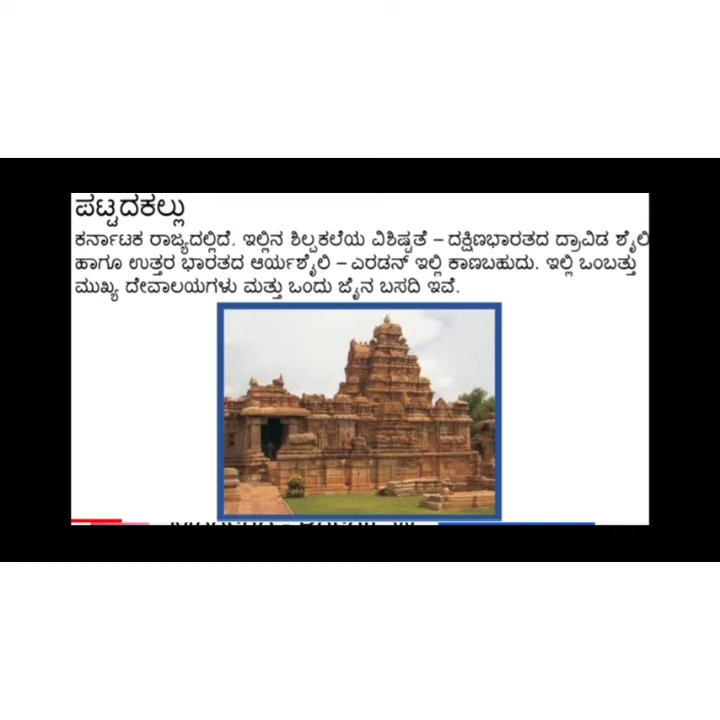 ಪಟ್ಟದಕಲ್ಲು
ಕರ್ನಾಟಕ ರಾಜ್ಯದಲ್ಲಿದೆ. ಇಲ್ಲಿನ ಶಿಲ್ಪಕಲೆಯ ವಿಶಿಷ್ಟತೆ – ದಕ್ಷಿಣಭಾರತದ ದ್ರಾವಿಡ ಶೈಲಿ
ಹಾಗೂ ಉತ್ತರ ಭಾರತದ ಆರ್ಯಶೈಲಿ – ಎರಡನ್ ಇಲ್ಲಿ ಕಾಣಬಹುದು. ಇಲ್ಲಿ ಒಂಬತ್ತು
ಮುಖ್ಯ ದೇವಾಲಯಗಳು ಮತ್ತು ಒಂದು ಜೈನ ಬಸದಿ ಇವೆ.